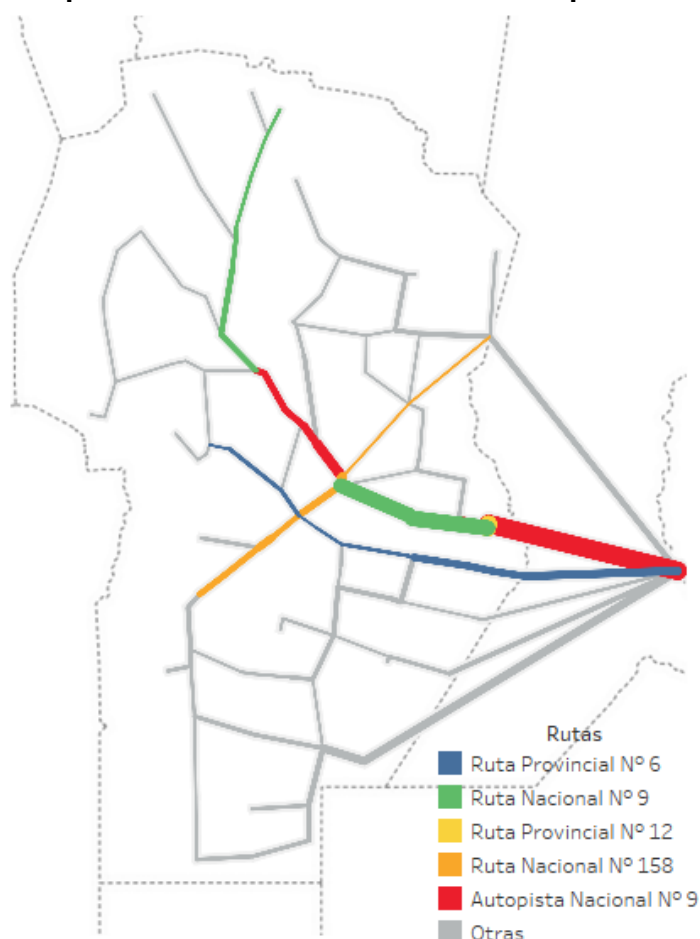 Rutas
Ruta Provincial Nº 6
Ruta Nacional Nº 9
Ruta Provincial Nº 12
Ruta Nacional Nº 158
Autopista Nacional Nº 9
Otras